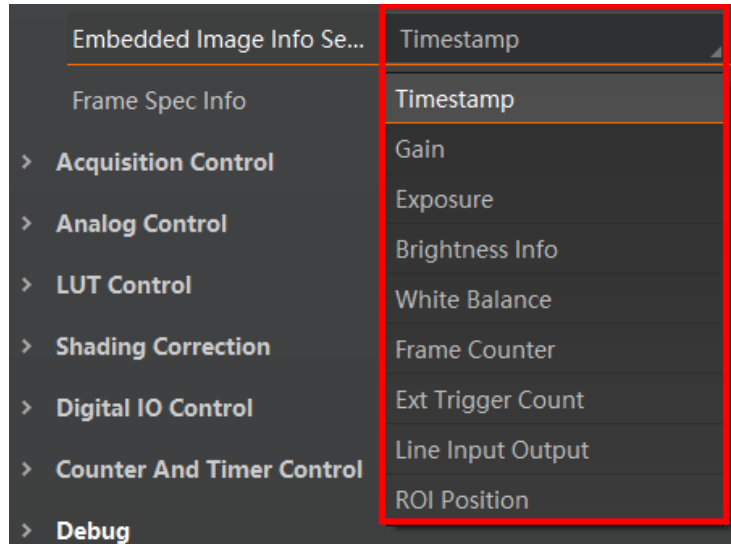 Embedded Image Info Se... Timestamp
Frame Spec Info Timestamp
Acquisition Control Gain
Exposure
Analog Control Brightness Info
LUT Control White Balance
Shading Correction Frame Counter
Digital IO Control Ext Trigger Count
Counter And Timer Control Line Input Output
ROI Position
Debug